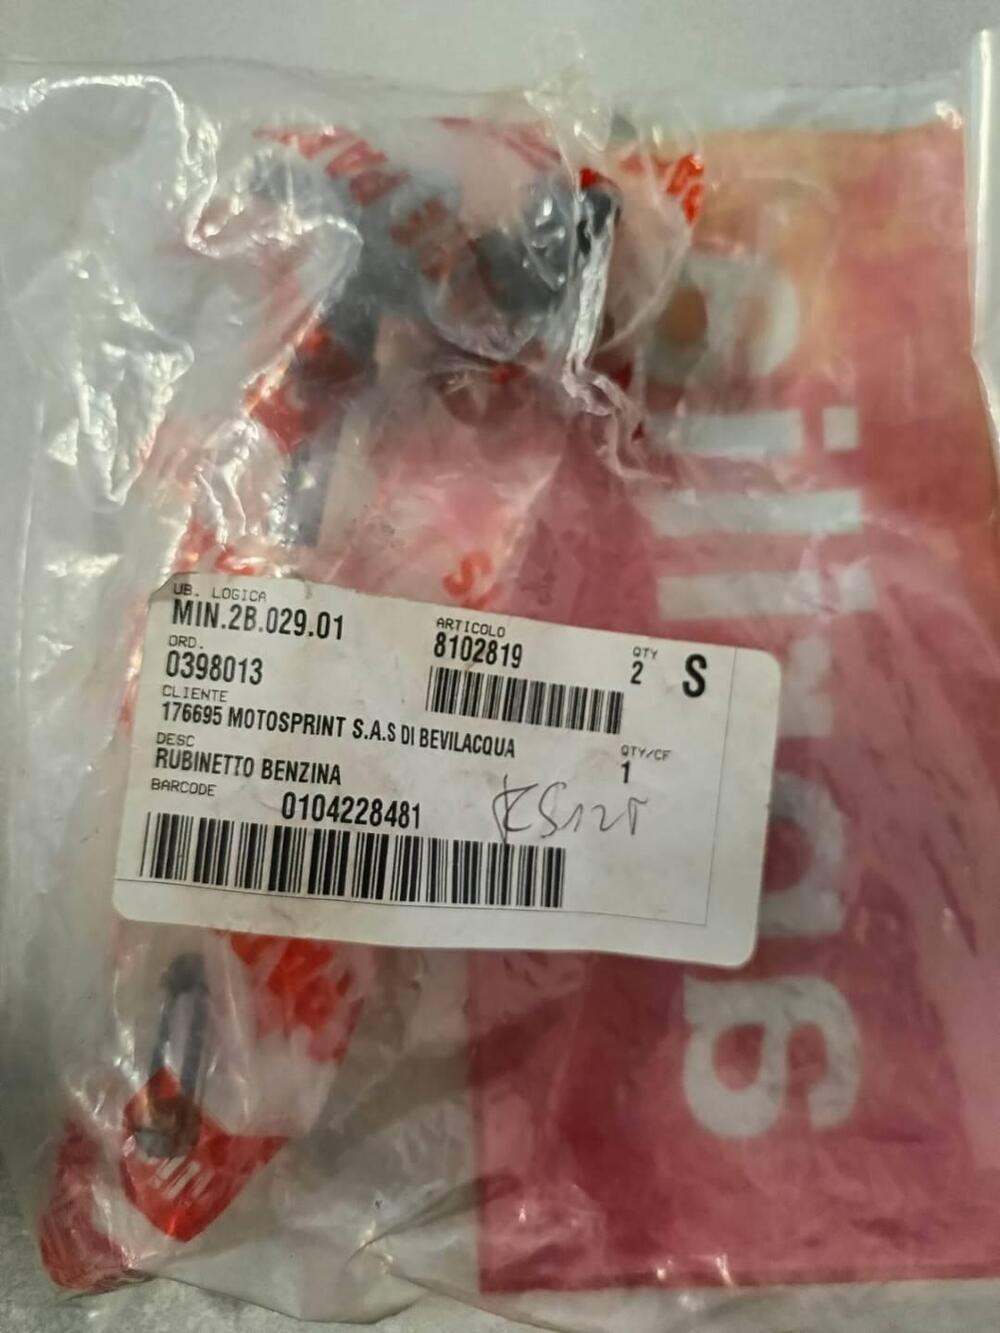 UB. LOGICA
MIN.2B.029.01
ARTICOLO
8102819
QTY
2
S
ORD.
0398013
CLIENTE
176695 MOTOSPRINT S.A.S DI BEVILACQUA
DESC
RUBINETTO BENZINA
QTY/CF
1
BARCODE
0104228481